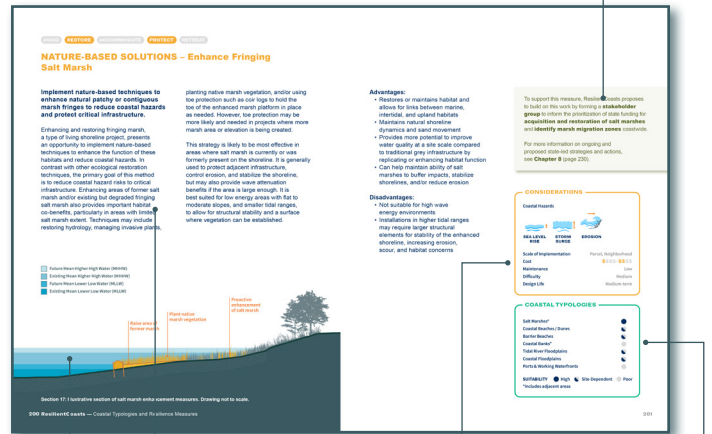 AVOID RESTORE ACCOMMODATE PROTECT RETREAT
NATURE-BASED SOLUTIONS – Enhance Fringing
Salt Marsh
Implement nature-based techniques to
enhance natural patchy or contiguous
marsh fringes to reduce coastal hazards
and protect critical infrastructure.
Enhancing and restoring fringing marsh,
a type of living shoreline project, presents
an opportunity to implement nature-based
techniques to enhance the function of these
habitats and reduce coastal hazards. In
contrast with other ecological restoration
techniques, the primary goal of this method
is to reduce coastal hazard risks to critical
infrastructure. Enhancing areas of former salt
marsh and/or existing but degraded fringing
salt marsh also provides important habitat
co-benefits, particularly in areas with limited
salt marsh extent. Techniques may include
restoring hydrology, managing invasive plants,
planting native marsh vegetation, and/or using
toe protection such as coir logs to hold the
toe of the enhanced marsh platform in place
as needed. However, toe protection may be
more likely and needed in projects where more
marsh area or elevation is being created.
This strategy is likely to be most effective in
areas where salt marsh is currently or was
formerly present on the shoreline. It is generally
used to protect adjacent infrastructure,
control erosion, and stabilize the shoreline,
but may also provide wave attenuation
benefits if the area is large enough. It is
best suited for low energy areas with flat to
moderate slopes, and smaller tidal ranges,
to allow for structural stability and a surface
where vegetation can be established.
Future Mean Higher High Water (MHHW)
Existing Mean Higher High Water (MHHW)
Future Mean Lower Low Water (MLLW)
Existing Mean Lower Low Water (MLLW)
Raise area of
former marsh
Plant native
marsh vegetation
Proactive
enhancement
of salt marsh
Section 17: Illustrative section of salt marsh enhancement measures. Drawing not to scale.
200 ResilientCoasts — Coastal Typologies and Resilience Measures
Advantages:
• Restores or maintains habitat and
allows for links between marine,
intertidal, and upland habitats
• Maintains natural shoreline
dynamics and sand movement
• Provides more potential to improve
water quality at a site scale compared
to traditional grey infrastructure by
replicating or enhancing habitat function
• Can help maintain ability of salt
marshes to buffer impacts, stabilize
shorelines, and/or reduce erosion
Disadvantages:
• Not suitable for high wave
energy environments
• Installations in higher tidal ranges
may require larger structural
elements for stability of the enhanced
shoreline, increasing erosion,
scour, and habitat concerns
To support this measure, ResilientCoasts proposes
to build on this work by forming a stakeholder
group to inform the prioritization of state funding for
acquisition and restoration of salt marshes
and identify marsh migration zones coastwide.
For more information on ongoing and
proposed state-led strategies and actions,
see Chapter 8 (page 230).
CONSIDERATIONS
Coastal Hazards
SEA LEVEL
RISE
STORM
SURGE
EROSION
Scale of Implementation Parcel, Neighborhood
Cost
Maintenance Low
Difficulty Medium
Design Life Medium-term
COASTAL TYPOLOGIES
Salt Marshes*
Coastal Beaches / Dunes
Barrier Beaches
Coastal Banks*
Tidal River Floodplains
Coastal Floodplains
Ports & Working Waterfronts
SUITABILITY High Site Dependent Poor
*Includes adjacent areas
201